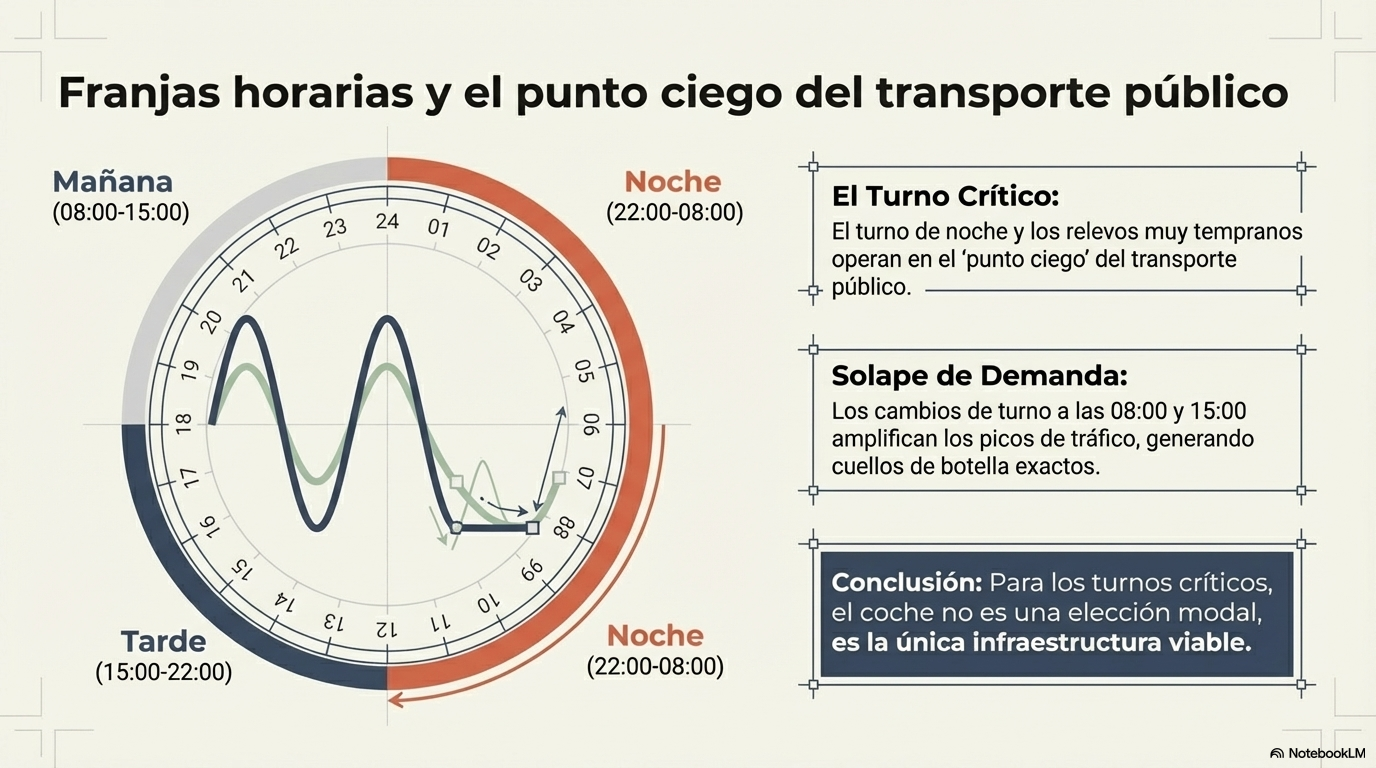 Franjas horarias y el punto ciego del transporte público
Mañana
(08:00-15:00)
Noche
(22:00-08:00)
24
01
02
03
04
05
06
07
88
99
10
11
12
13
14
15
16
17
18
19
20
21
22
23
Tarde
(15:00-22:00)
Noche
(22:00-08:00)
El Turno Crítico:
El turno de noche y los relevos muy tempranos
operan en el ‘punto ciego’ del transporte
público.
Solape de Demanda:
Los cambios de turno a las 08:00 y 15:00
amplifican los picos de tráfico, generando
cuellos de botella exactos.
Conclusión: Para los turnos críticos,
el coche no es una elección modal,
es la única infraestructura viable.
NotebookLM